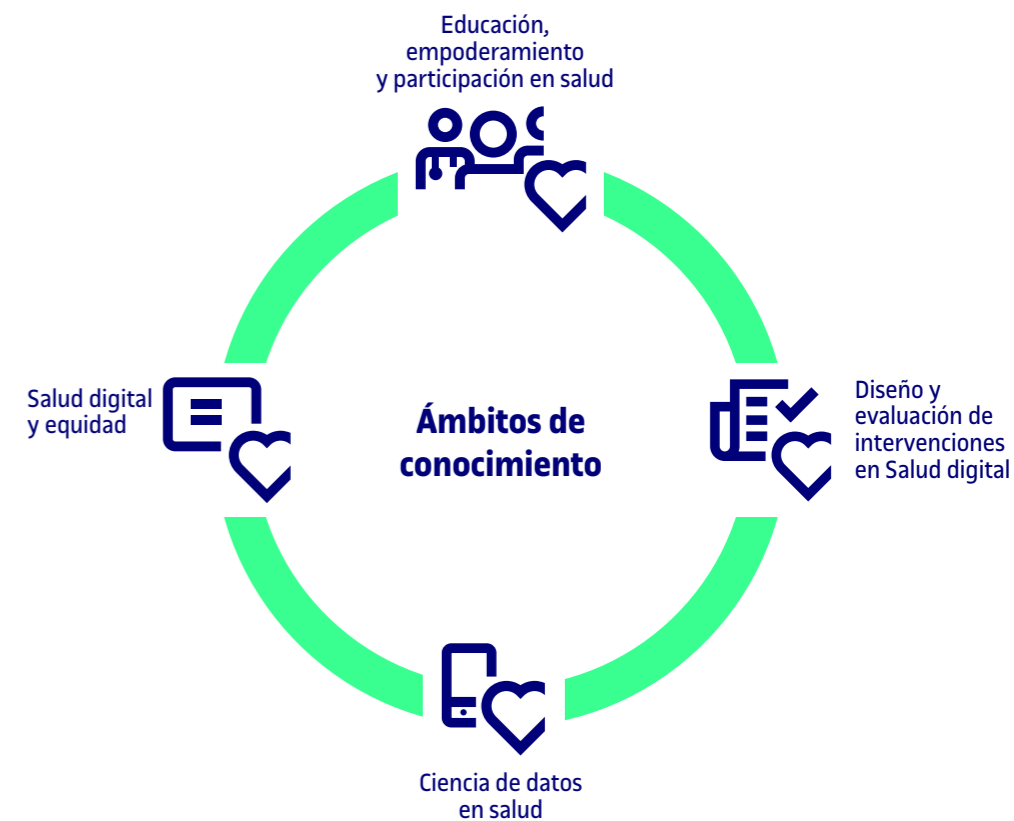 Educación,
empoderamiento
y participación en salud
Salud digital
y equidad
Ámbitos de
conocimiento
Diseño y
evaluación de
intervenciones
en Salud digital
Ciencia de datos
en salud